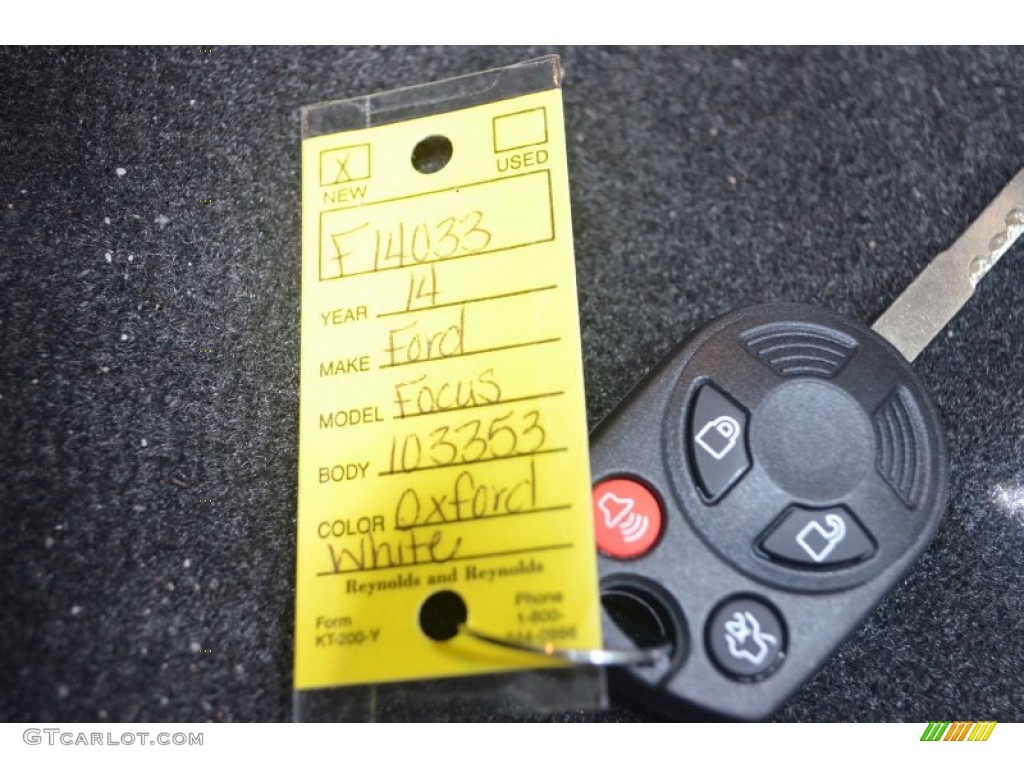 X
NEW
USED
F14033
YEAR 14
MAKE Ford
MODEL Focus
BODY 103353
COLOR Oxford
White
Reynolds and Reynolds
Form
KT-200-Y
Phone
1-800-
GTCARLOT.COM